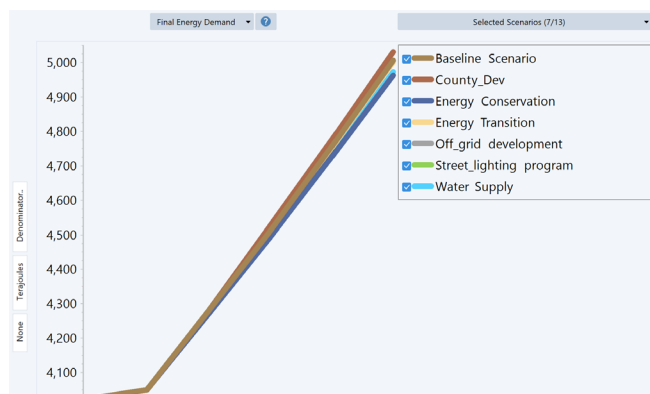 Final Energy Demand
?
Selected Scenarios (7/13)
5,000
4,900
4,800
4,700
4,600
4,500
4,400
4,300
4,200
4,100
Baseline Scenario
County_Dev
Energy Conservation
Energy Transition
Off_grid development
Street_lighting program
Water Supply
Denominator..
Terajoules
None